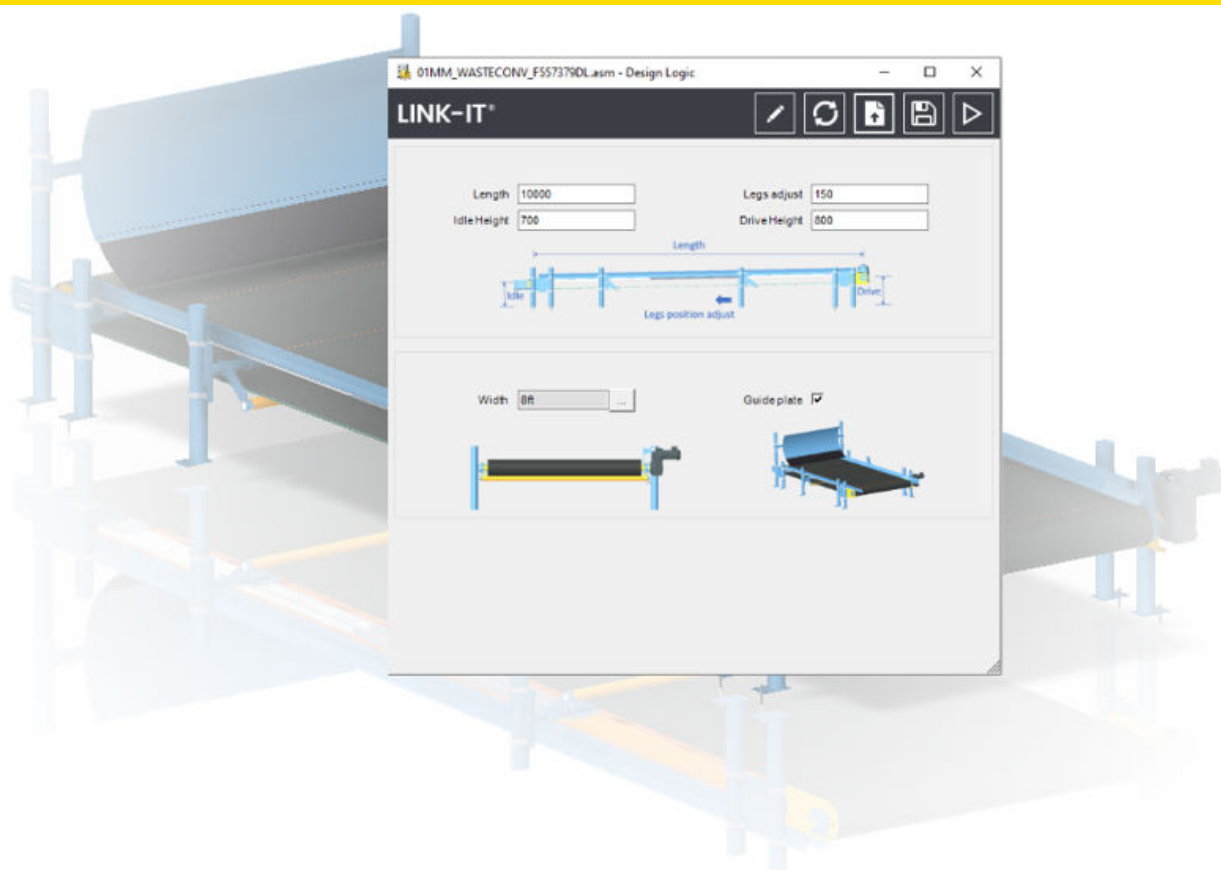 01MM_WASTECONV_F557379DL.asm - Design Logic
LINK-IT®
Length 10000 Legs adjust 150
Idle Height 700 Drive Height 800
Length
Idle Drive
Legs position adjust
Width 8ft ... Guide plate